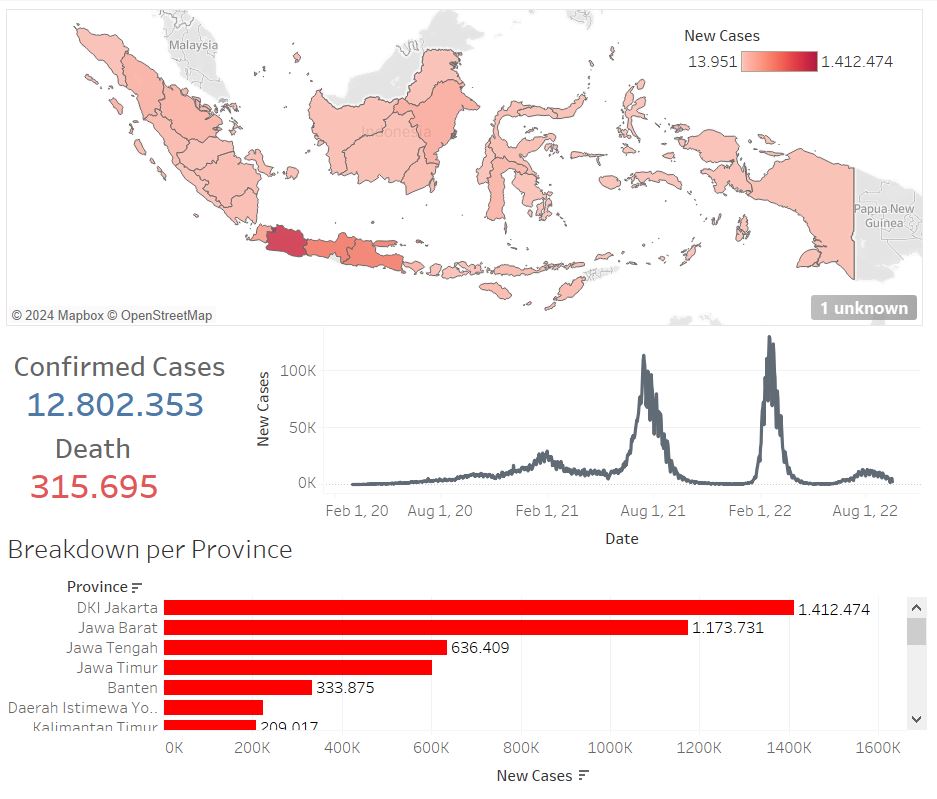 Malaysia
Indonesia
Papua New
Guinea
New Cases
13.951 1.412.474
© 2024 Mapbox © OpenStreetMap
1 unknown
Confirmed Cases
12.802.353
Death
315.695
New Cases
100K
50K
0K
Feb 1, 20 Aug 1, 20 Feb 1, 21 Aug 1, 21 Feb 1, 22 Aug 1, 22
Date
Breakdown per Province
Province
DKI Jakarta 1.412.474
Jawa Barat 1.173.731
Jawa Tengah 636.409
Jawa Timur
Banten 333.875
Daerah Istimewa Yo..
Kalimantan Timur 209.017
0K 200K 400K 600K 800K 1000K 1200K 1400K 1600K
New Cases